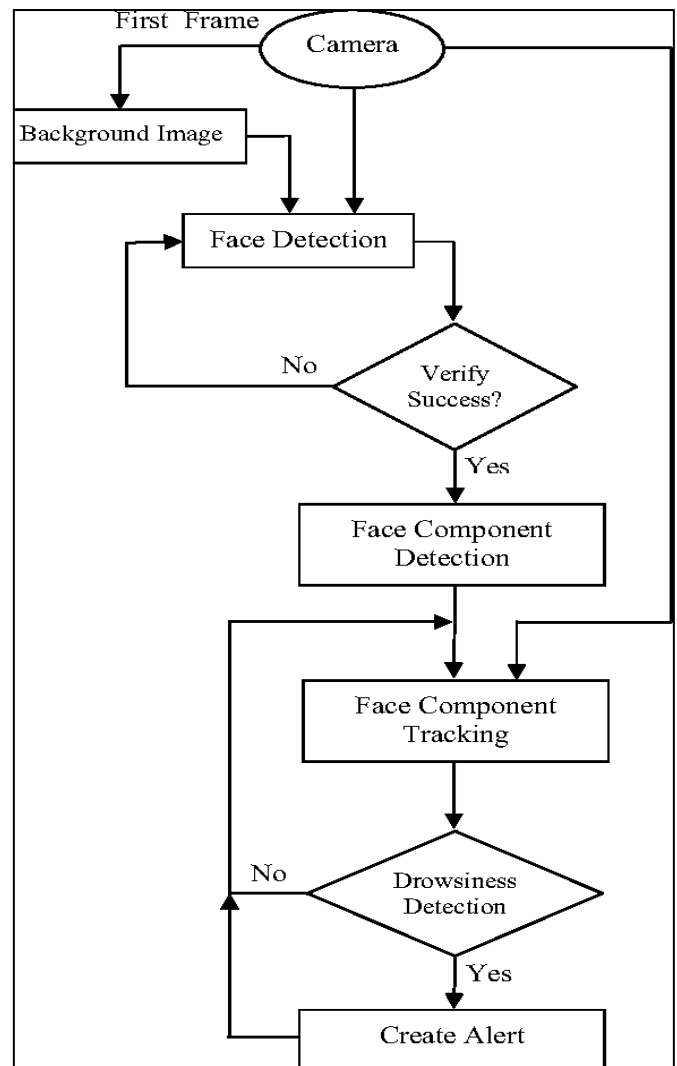 First Frame
Camera
Background Image
Face Detection
No
Verify
Success?
Yes
Face Component
Detection
Face Component
Tracking
No
Drowsiness
Detection
Yes
Create Alert